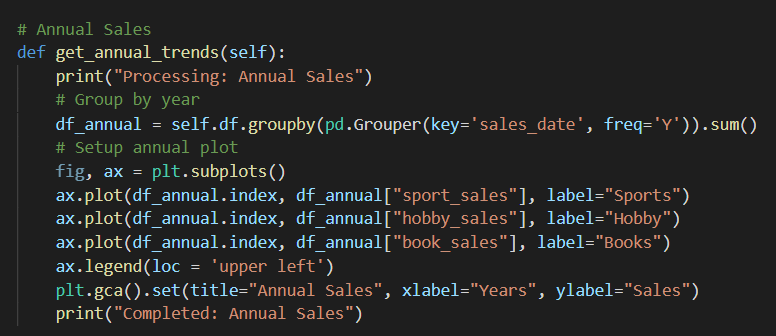 # Annual Sales
def get_annual_trends(self):
    print("Processing: Annual Sales")
    # Group by year
    df_annual = self.df.groupby(pd.Grouper(key='sales_date', freq='Y')).sum()
    # Setup annual plot
    fig, ax = plt.subplots()
    ax.plot(df_annual.index, df_annual["sport_sales"], label="Sports")
    ax.plot(df_annual.index, df_annual["hobby_sales"], label="Hobby")
    ax.plot(df_annual.index, df_annual["book_sales"], label="Books")
    ax.legend(loc = 'upper left')
    plt.gca().set(title="Annual Sales", xlabel="Years", ylabel="Sales")
    print("Completed: Annual Sales")